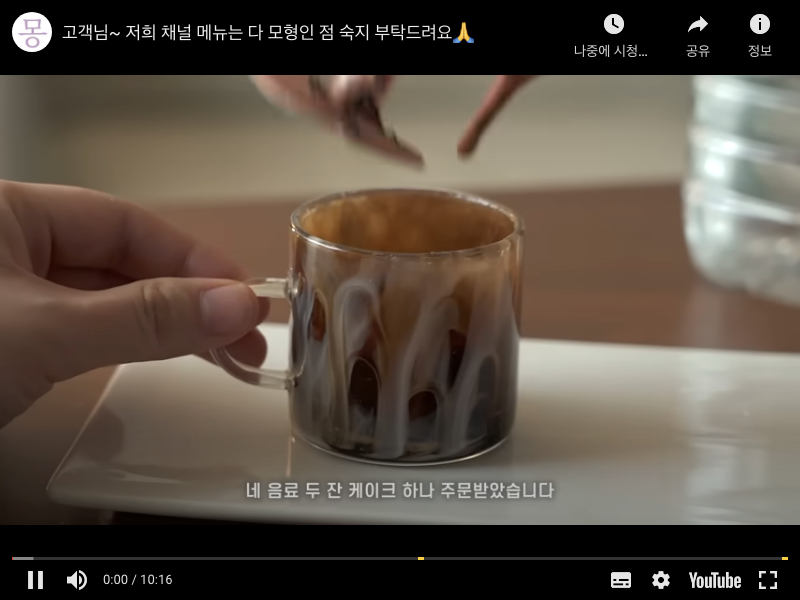 몽
고객님~ 저희 채널 메뉴는 다 모형인 점 숙지 부탁드려요🙏
나중에 시청...
공유
정보
네 음료 두 잔 케이크 하나 주문받았습니다
0:00 / 10:16
YouTube